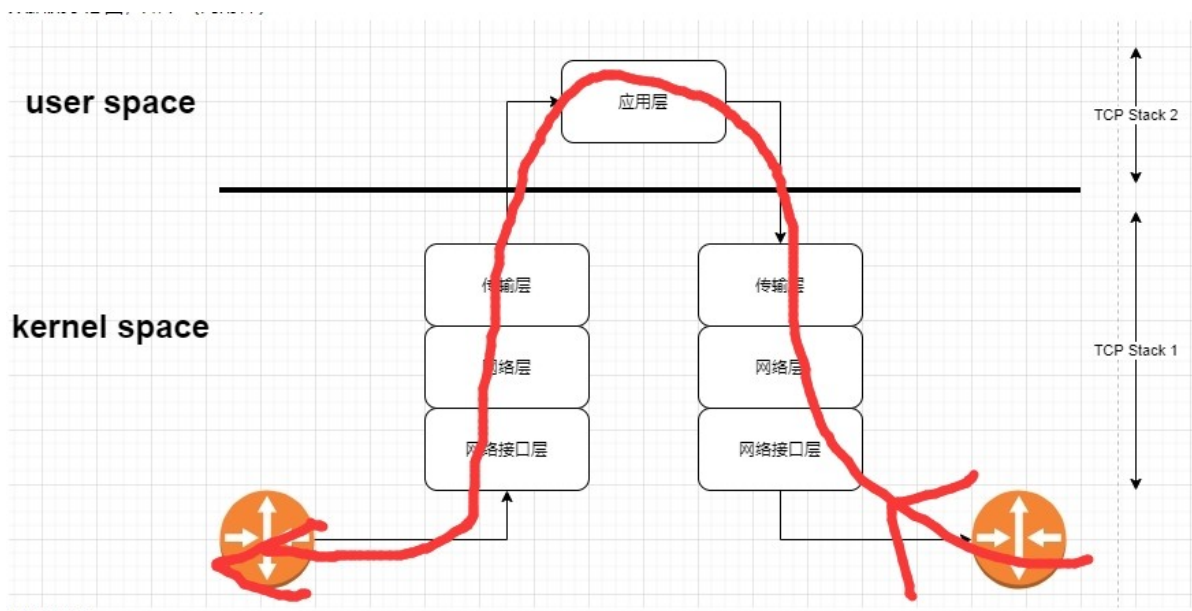 user space
应用层
TCP Stack 2
传输层
传输层
kernel space
网络层
网络层
TCP Stack 1
网络接口层
网络接口层